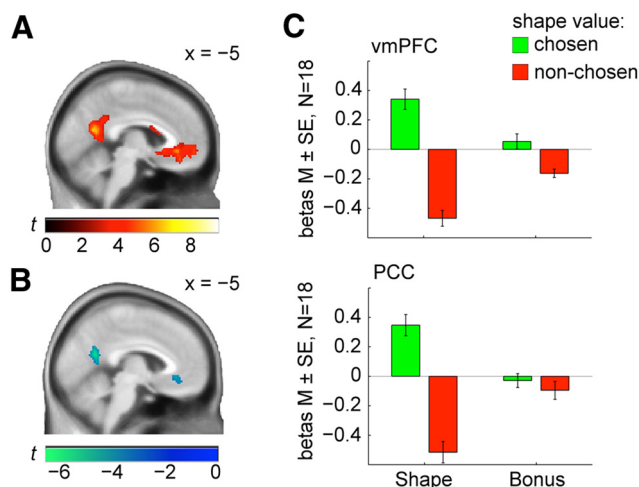 A
x = −5
t
0 2 4 6 8
B
x = −5
t
−6 −4 −2 0
C
shape value:
chosen
non-chosen
vmPFC
betas M ± SE, N=18
0.4
0.2
0
−0.2
−0.4
PCC
betas M ± SE, N=18
0.4
0.2
0
−0.2
−0.4
Shape Bonus